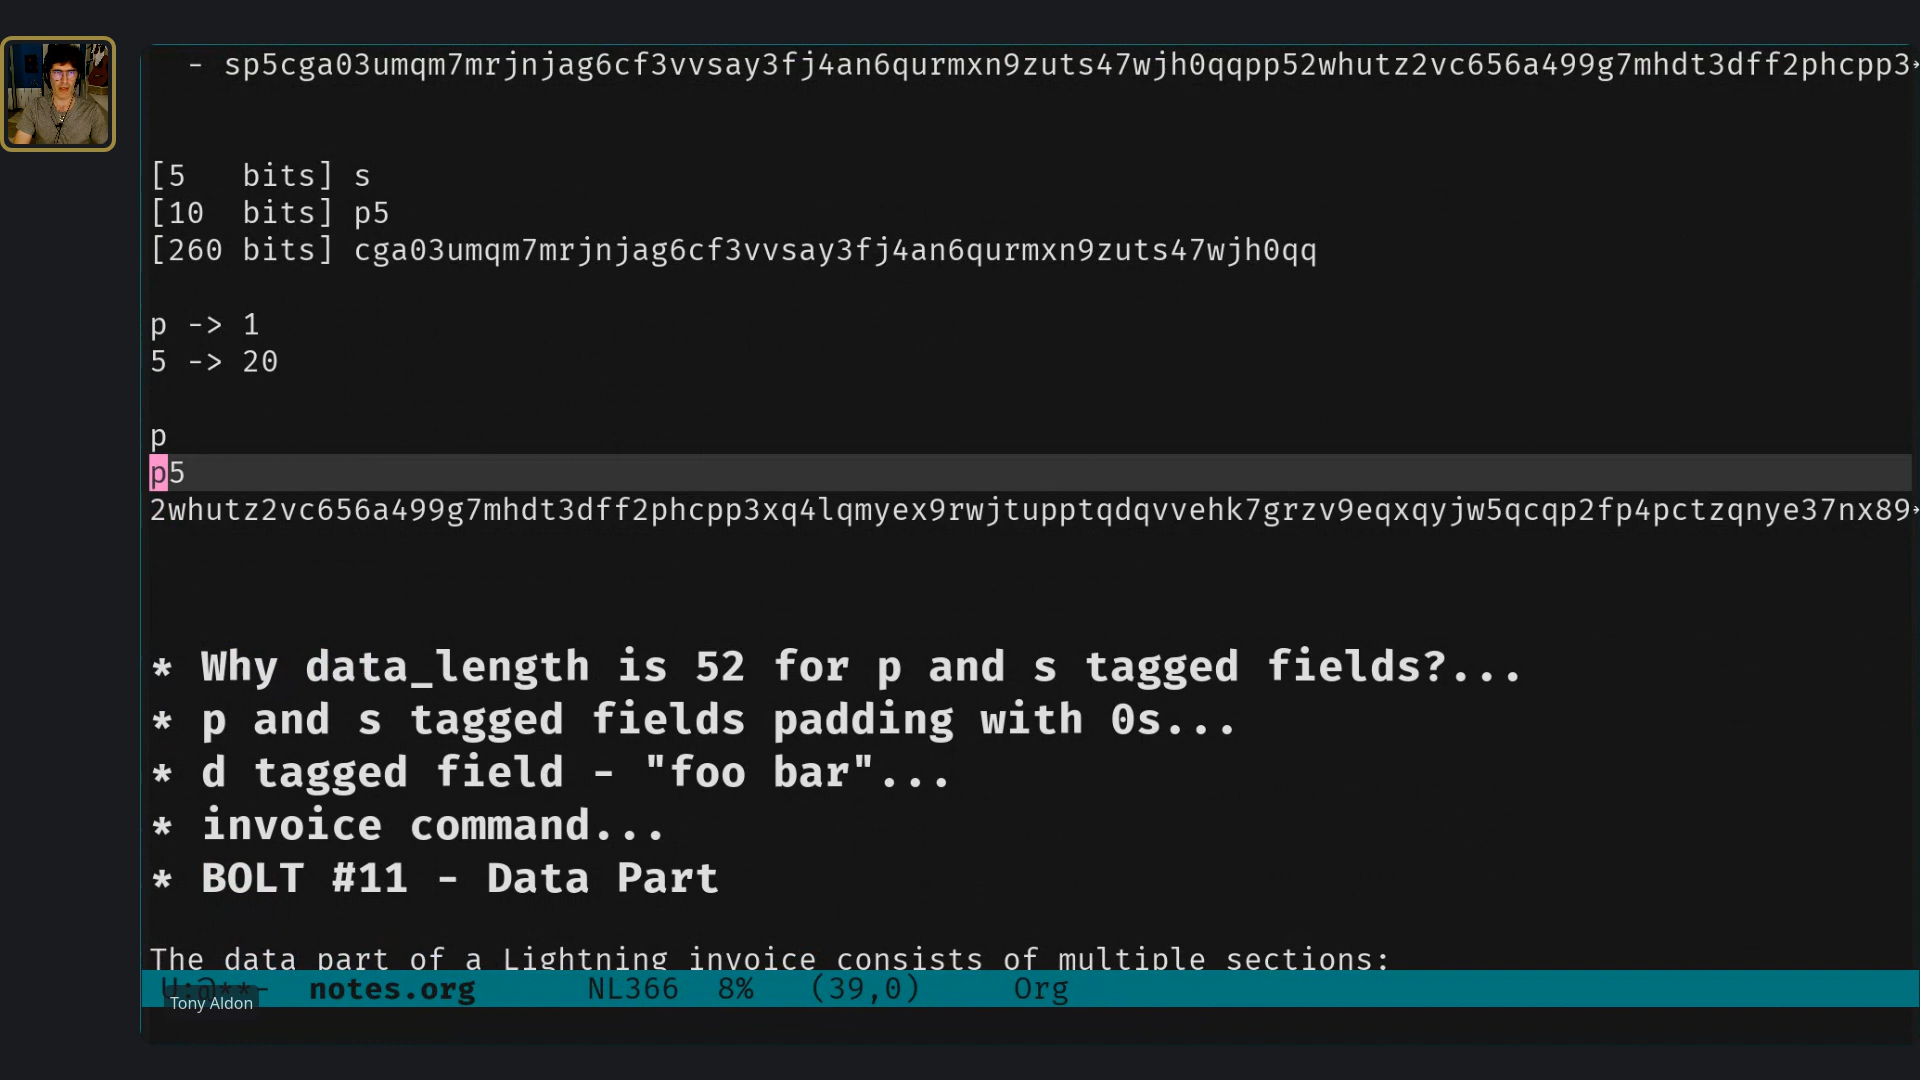 - sp5cga03umqm7mrjnjag6cf3vvsay3fj4an6qurmxn9zuts47wjh0qqpp52whutz2vc656a499g7mhdt3dff2phcpp3
[5   bits] s
[10  bits] p5
[260 bits] cga03umqm7mrjnjag6cf3vvsay3fj4an6qurmxn9zuts47wjh0qq
p -> 1
5 -> 20
p
p5
2whutz2vc656a499g7mhdt3dff2phcpp3xq4lqmyex9rwjtupptqdqvvehk7grzv9eqxqyjw5qcqp2fp4pctzqnye37nx89
* Why data_length is 52 for p and s tagged fields?...
* p and s tagged fields padding with 0s...
* d tagged field - "foo bar"...
* invoice command...
* BOLT #11 - Data Part
The data part of a Lightning invoice consists of multiple sections:
U:@**-  notes.org      NL366  8%   (39,0)     Org
Tony Aldon